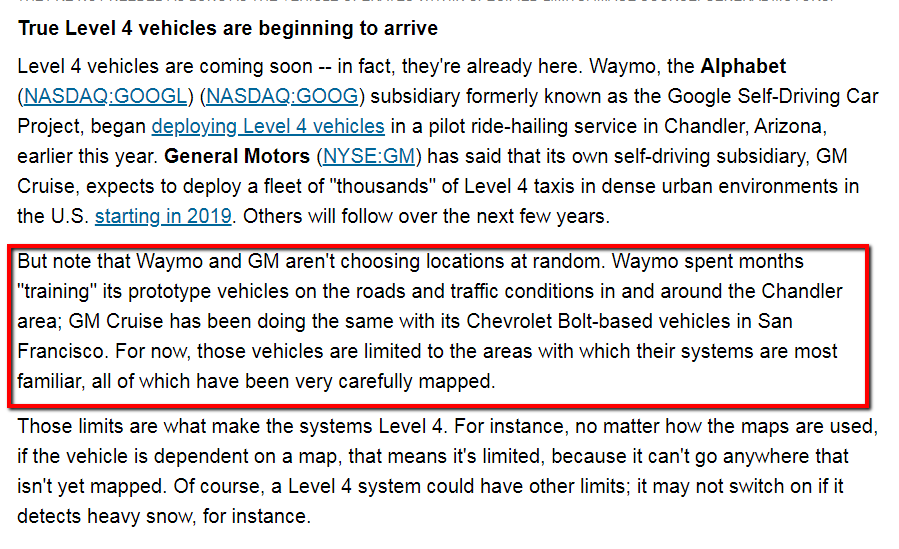 True Level 4 vehicles are beginning to arrive
Level 4 vehicles are coming soon -- in fact, they're already here. Waymo, the Alphabet
(NASDAQ:GOOGL) (NASDAQ:GOOG) subsidiary formerly known as the Google Self-Driving Car
Project, began deploying Level 4 vehicles in a pilot ride-hailing service in Chandler, Arizona,
earlier this year. General Motors (NYSE:GM) has said that its own self-driving subsidiary, GM
Cruise, expects to deploy a fleet of "thousands" of Level 4 taxis in dense urban environments in
the U.S. starting in 2019. Others will follow over the next few years.
But note that Waymo and GM aren't choosing locations at random. Waymo spent months
"training" its prototype vehicles on the roads and traffic conditions in and around the Chandler
area; GM Cruise has been doing the same with its Chevrolet Bolt-based vehicles in San
Francisco. For now, those vehicles are limited to the areas with which their systems are most
familiar, all of which have been very carefully mapped.
Those limits are what make the systems Level 4. For instance, no matter how the maps are used,
if the vehicle is dependent on a map, that means it's limited, because it can't go anywhere that
isn't yet mapped. Of course, a Level 4 system could have other limits; it may not switch on if it
detects heavy snow, for instance.